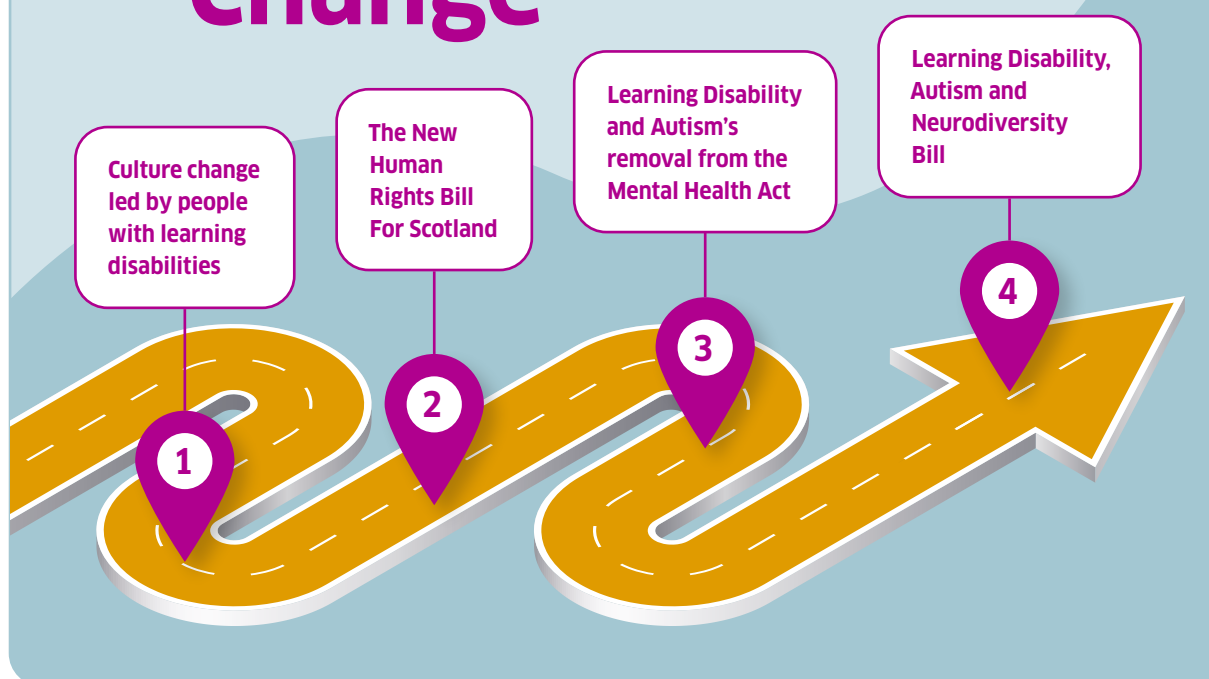 change
Culture change
led by people
with learning
disabilities
The New
Human
Rights Bill
For Scotland
Learning Disability
and Autism's
removal from the
Mental Health Act
Learning Disability,
Autism and
Neurodiversity
Bill
1
2
3
4